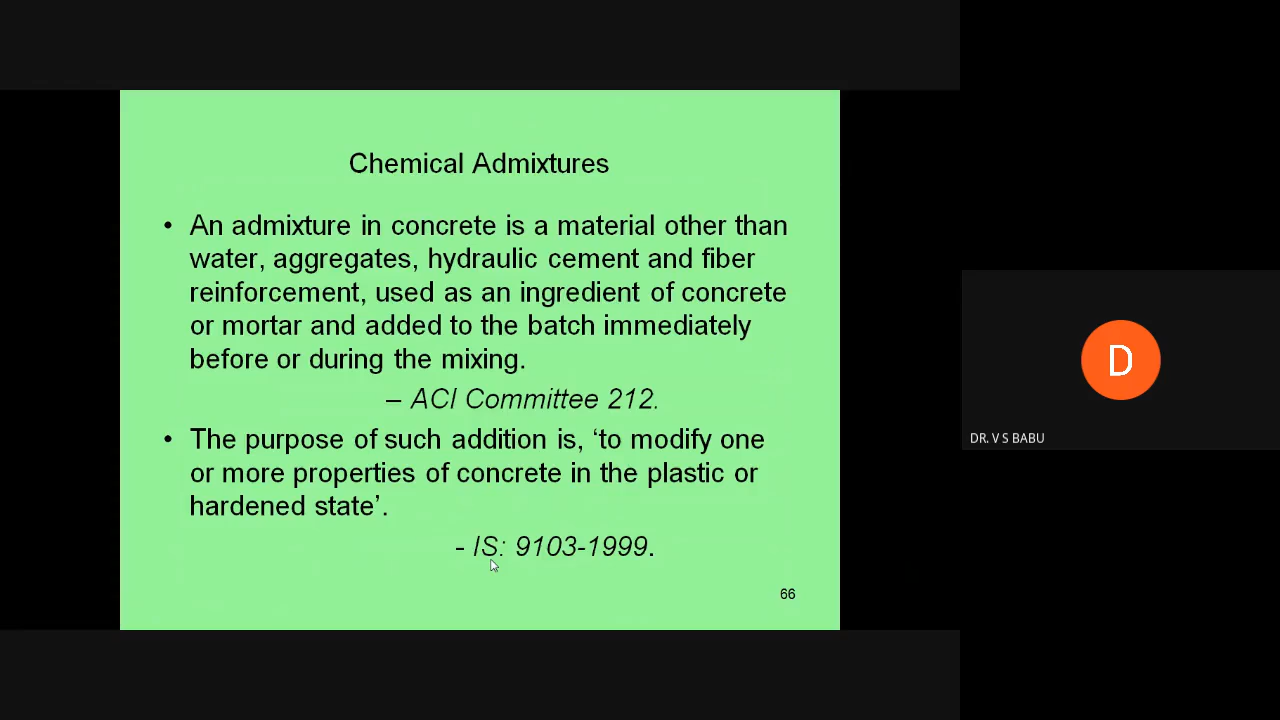 Chemical Admixtures
• An admixture in concrete is a material other than
water, aggregates, hydraulic cement and fiber
reinforcement, used as an ingredient of concrete
or mortar and added to the batch immediately
before or during the mixing.
– ACI Committee 212.
• The purpose of such addition is, ‘to modify one
or more properties of concrete in the plastic or
hardened state’.
- IS: 9103-1999.
66
D
DR. V S BABU